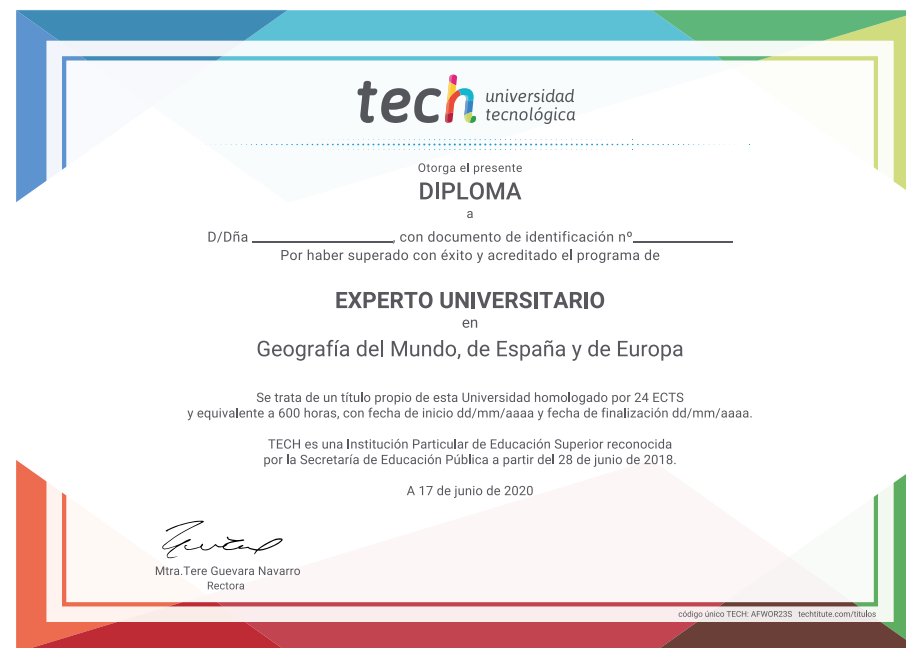 tech universidad
tecnológica
Otorga el presente
DIPLOMA
a
D/Dña ____________________, con documento de identificación nº______________
Por haber superado con éxito y acreditado el programa de
EXPERTO UNIVERSITARIO
en
Geografía del Mundo, de España y de Europa
Se trata de un título propio de esta Universidad homologado por 24 ECTS
y equivalente a 600 horas, con fecha de inicio dd/mm/aaaa y fecha de finalización dd/mm/aaaa.
TECH es una Institución Particular de Educación Superior reconocida
por la Secretaría de Educación Pública a partir del 28 de junio de 2018.
A 17 de junio de 2020
Mtra.Tere Guevara Navarro
Rectora
código único TECH: AFWOR23S techtitute.com/titulos